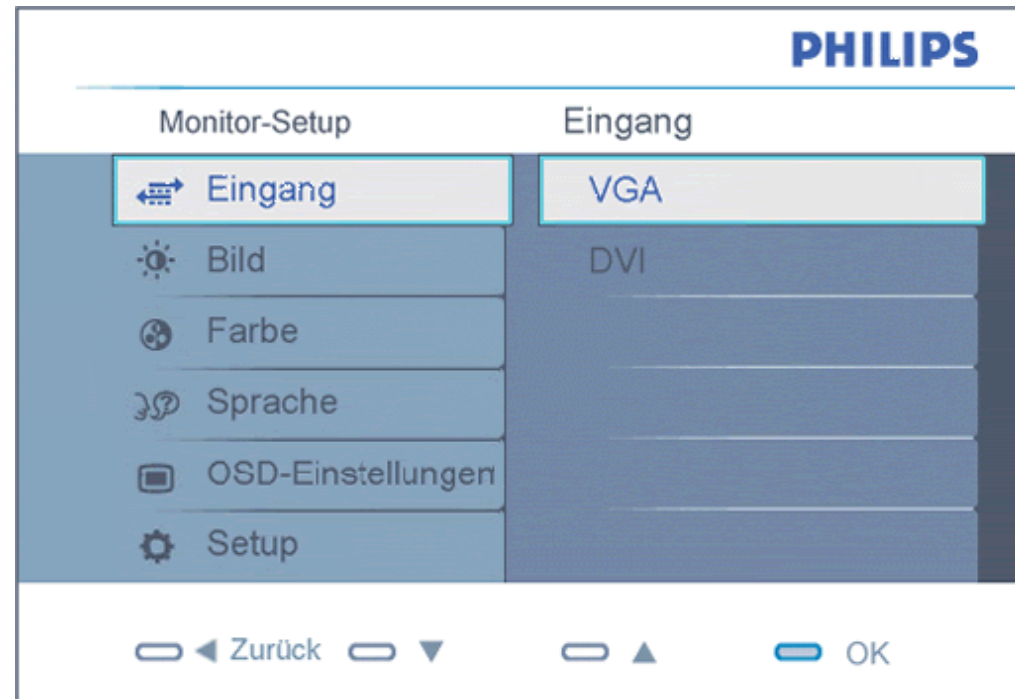 PHILIPS
Monitor-Setup Eingang
Eingang VGA
Bild DVI
Farbe
Sprache
OSD-Einstellungen
Setup
Zurück OK